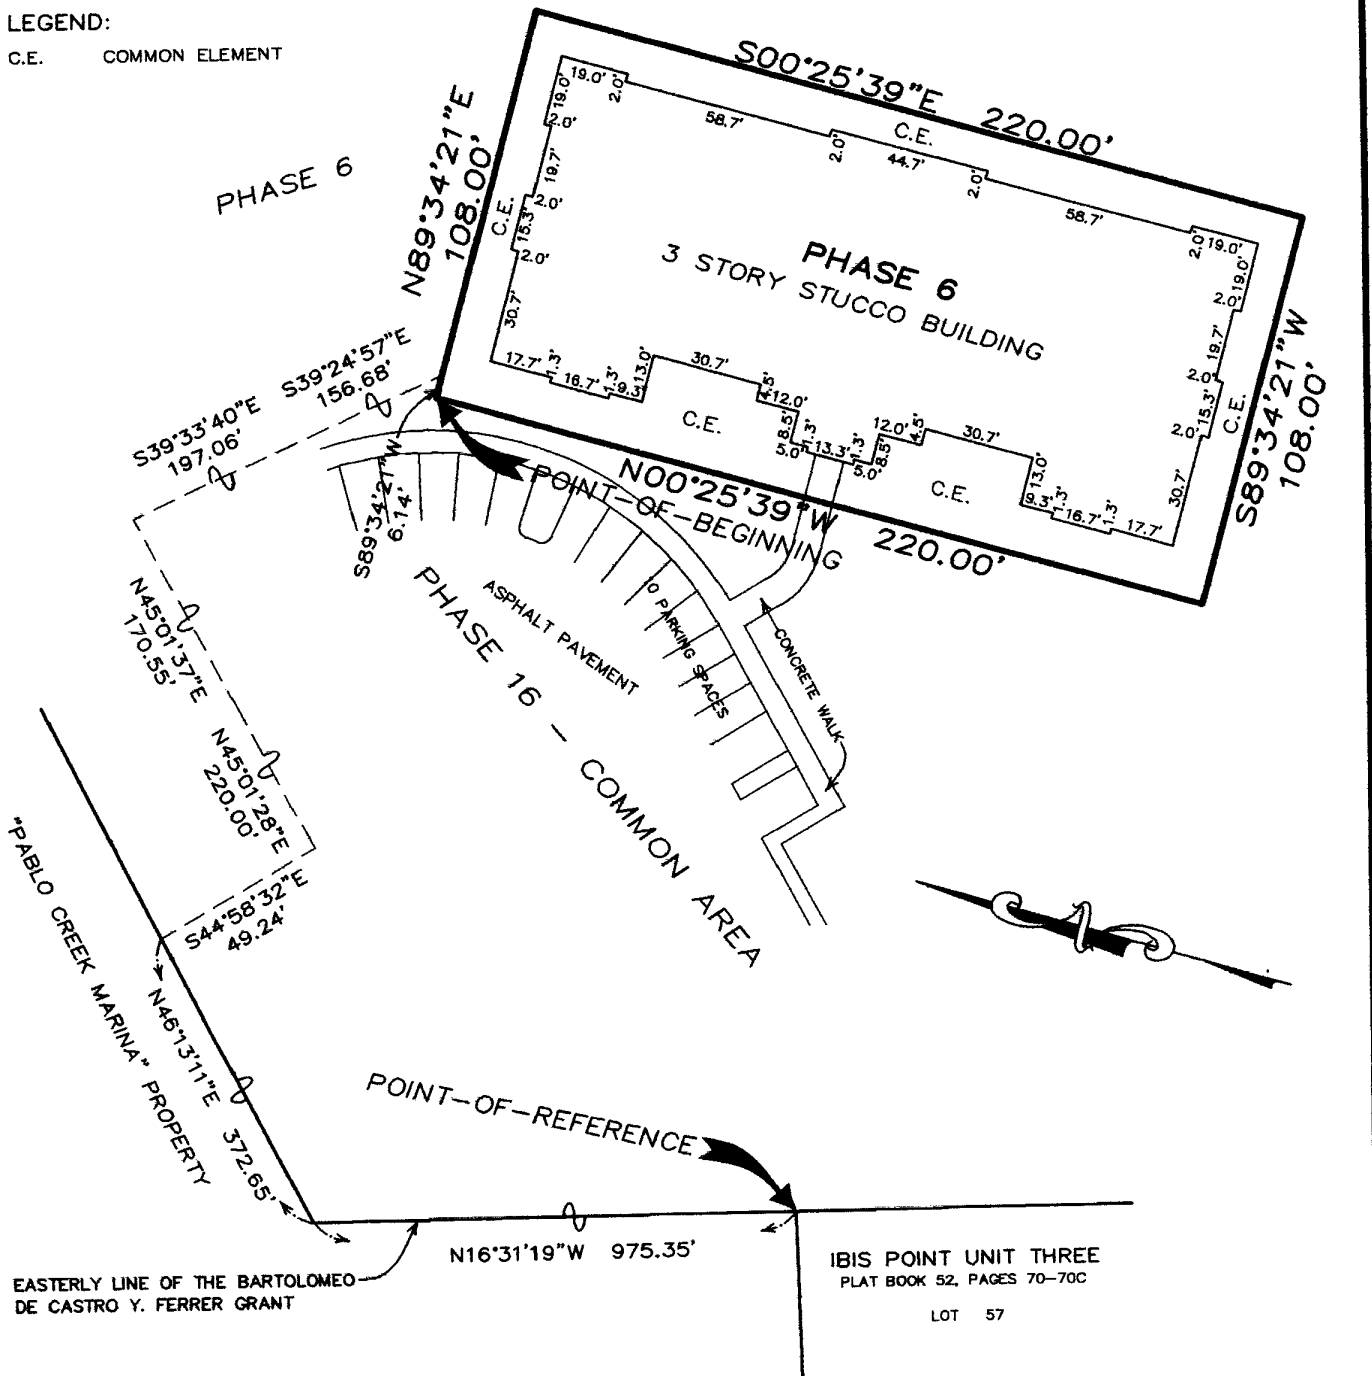 LEGEND:
C.E. COMMON ELEMENT
S00°25'39"E 220.00'
N89°34'21"E
108.00'
PHASE 6
C.E.
19.0'
2.0'
58.7'
2.0'
44.7'
2.0'
58.7'
2.0'
19.0'
19.0'
2.0'
19.7'
2.0'
15.3'
2.0'
30.7'
C.E.
PHASE 6
3 STORY STUCCO BUILDING
19.0'
2.0'
19.7'
2.0'
15.3'
2.0'
30.7'
C.E.
S89°34'21"W
108.00'
17.7'
1.3'
16.7'
1.3'
9.3'
13.0'
30.7'
4.5'
12.0'
8.5'
5.0'
1.3'
13.3'
1.3'
5.0'
8.5'
12.0'
4.5'
30.7'
13.0'
9.3'
1.3'
16.7'
1.3'
17.7'
C.E.
C.E.
N00°25'39"W 220.00'
S39°24'57"E
156.68'
S39°33'40"E
197.06'
S89°34'21"W
6.14'
POINT-OF-BEGINNING
ASPHALT PAVEMENT
PARKING SPACES
CONCRETE WALK
PHASE 16 - COMMON AREA
N45°01'37"E
170.55'
N45°01'28"E
220.00'
S44°58'32"E
49.24'
"PABLO CREEK MARINA" PROPERTY
N46°13'11"E 372.65'
POINT-OF-REFERENCE
N16°31'19"W 975.35'
EASTERLY LINE OF THE BARTOLOMEO
DE CASTRO Y. FERRER GRANT
IBIS POINT UNIT THREE
PLAT BOOK 52, PAGES 70-70C
LOT 57